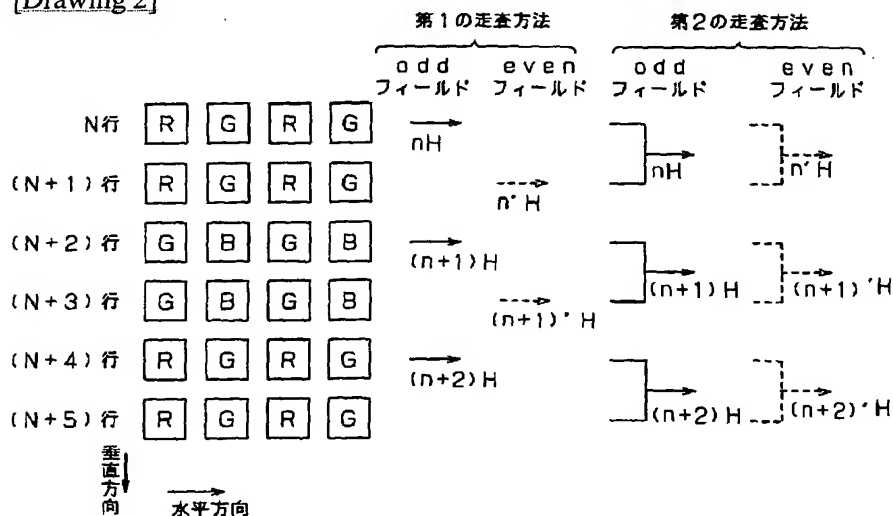 [Drawing 2]
第1の走査方法 第2の走査方法
odd even odd even
フィールド フィールド フィールド フィールド
N行 R G R G nH nH n'H
(N+1)行 R G R G n'H
(N+2)行 G B G B (n+1)H (n+1)H (n+1)'H
(N+3)行 G B G B (n+1)'H
(N+4)行 R G R G (n+2)H (n+2)H (n+2)'H
(N+5)行 R G R G
垂直方向
水平方向